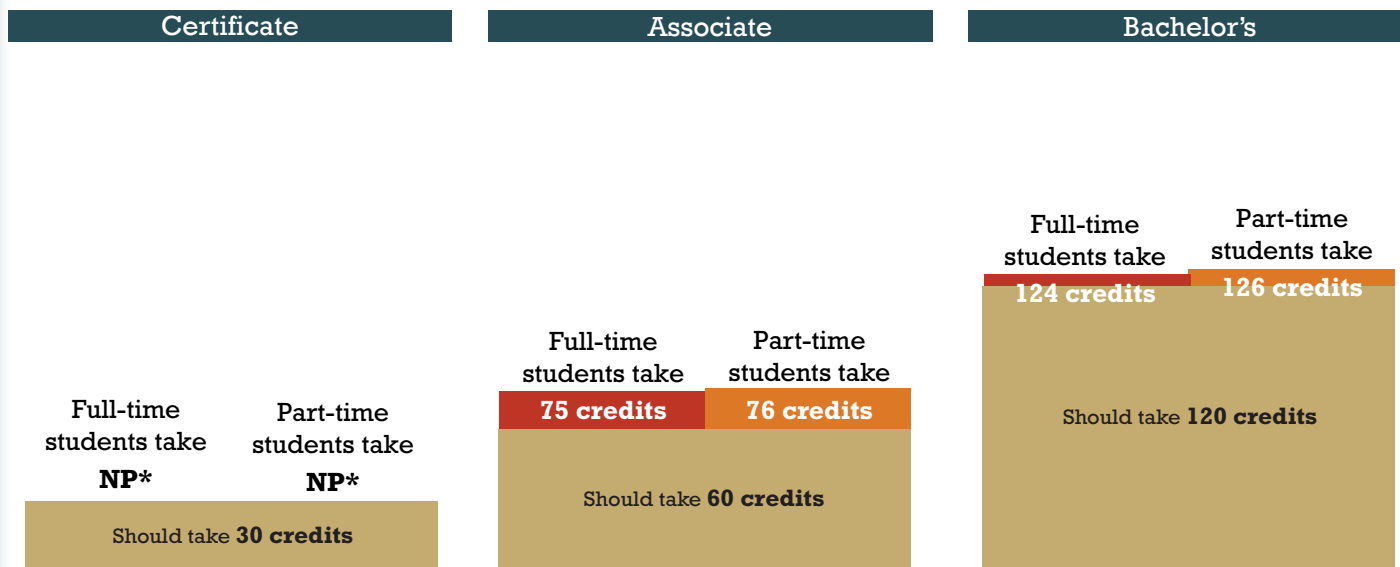 Certificate
Full-time
students take
NP*
Part-time
students take
NP*
Should take 30 credits
Associate
Full-time
students take
75 credits
Part-time
students take
76 credits
Should take 60 credits
Bachelor's
Full-time
students take
124 credits
Part-time
students take
126 credits
Should take 120 credits